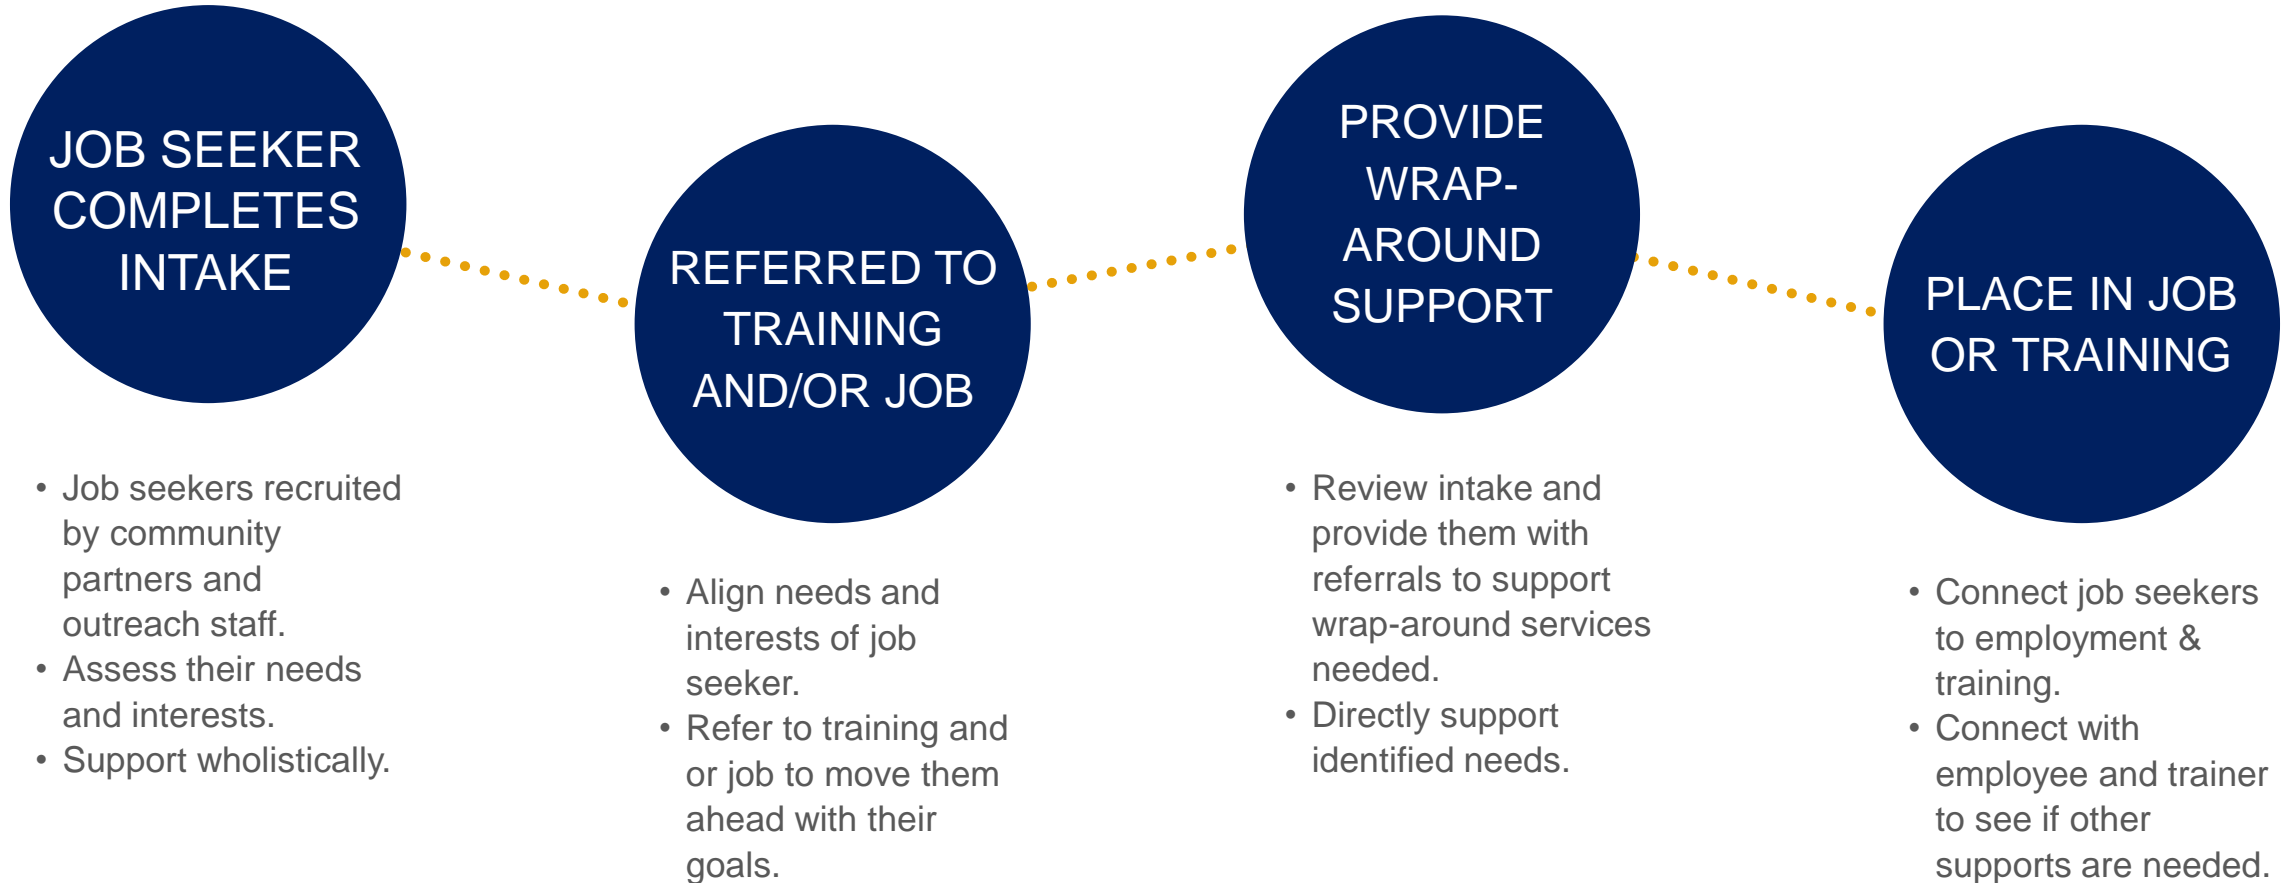 JOB SEEKER
COMPLETES
INTAKE
• Job seekers recruited
by community
partners and
outreach staff.
• Assess their needs
and interests.
• Support wholistically.
REFERRED TO
TRAINING
AND/OR JOB
• Align needs and
interests of job
seeker.
• Refer to training and
or job to move them
ahead with their
goals.
PROVIDE
WRAP-
AROUND
SUPPORT
• Review intake and
provide them with
referrals to support
wrap-around services
needed.
• Directly support
identified needs.
PLACE IN JOB
OR TRAINING
• Connect job seekers
to employment &
training.
• Connect with
employee and trainer
to see if other
supports are needed.